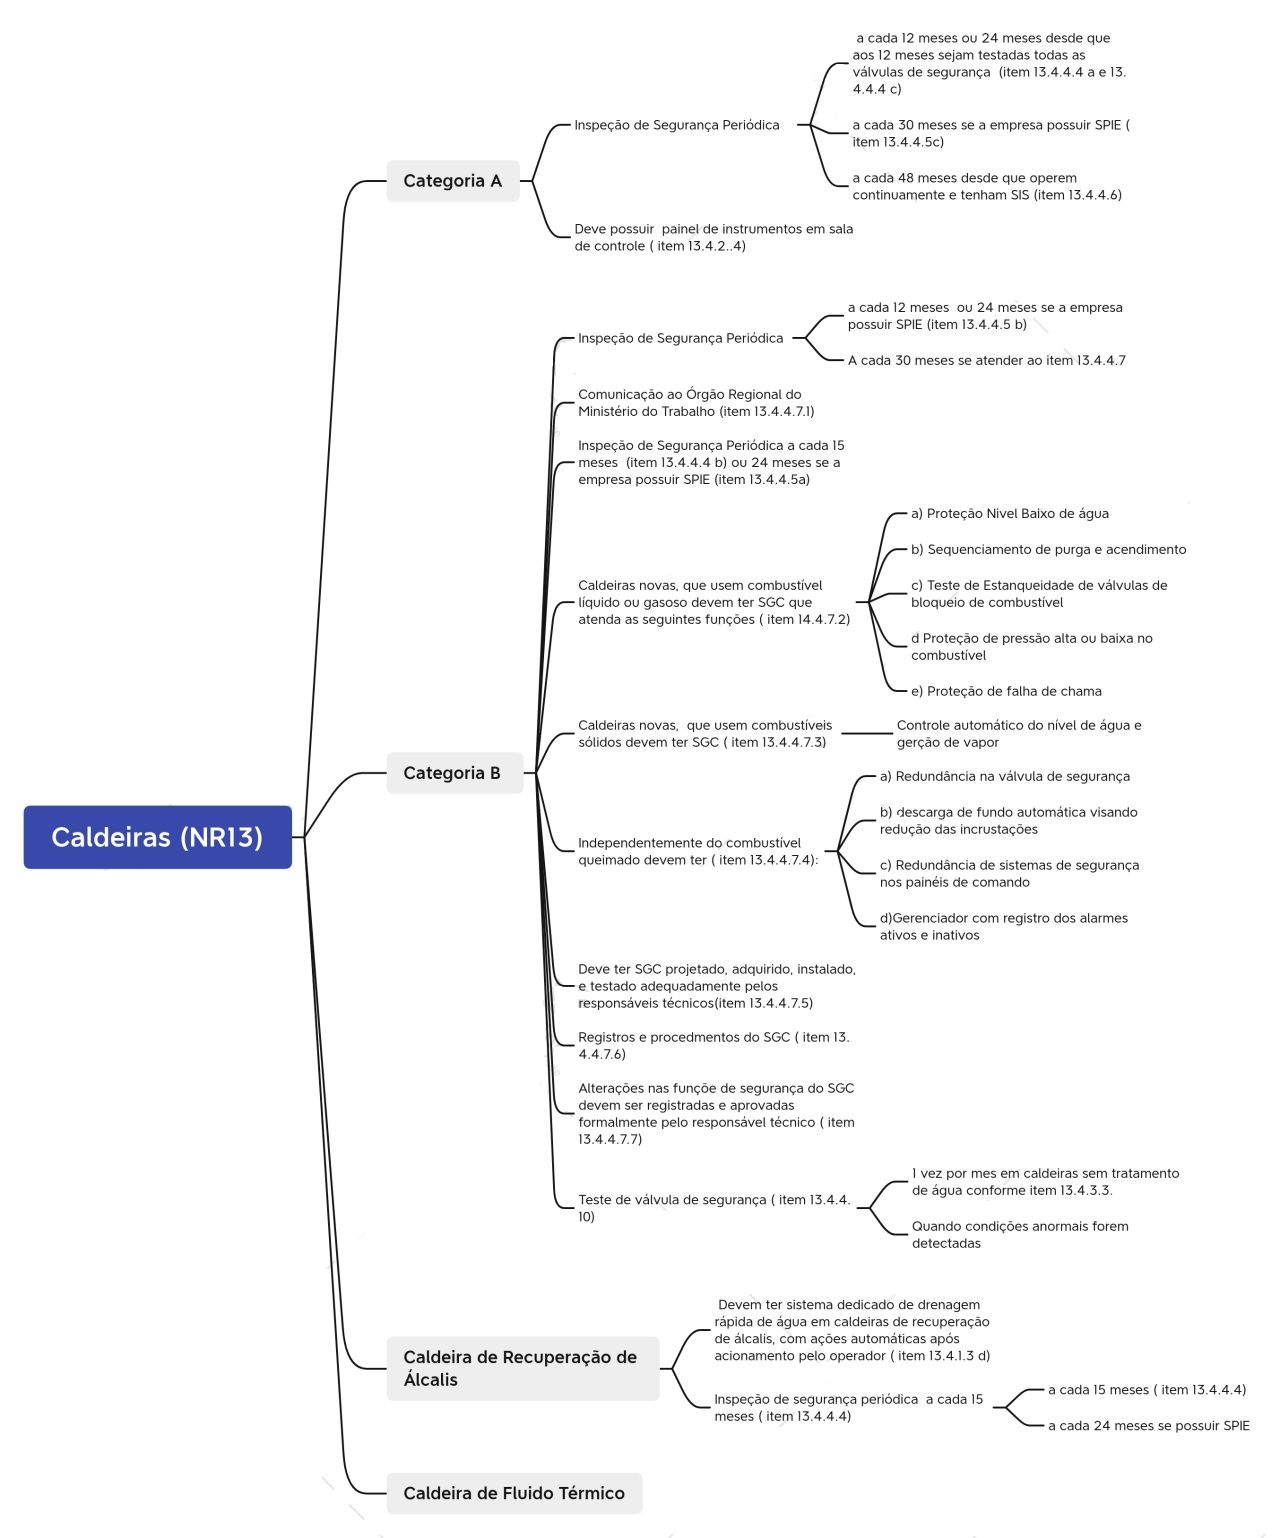 a cada 12 meses ou 24 meses desde que
aos 12 meses sejam testadas todas as
válvulas de segurança (item 13.4.4.4 a e 13.
4.4.4 c)
Inspeção de Segurança Periódica
a cada 30 meses se a empresa possuir SPIE (
item 13.4.4.5c)
Categoria A
a cada 48 meses desde que operem
continuamente e tenham SIS (item 13.4.4.6)
Deve possuir painel de instrumentos em sala
de controle ( item 13.4.2..4)
a cada 12 meses ou 24 meses se a empresa
possuir SPIE (item 13.4.4.5 b)
Inspeção de Segurança Periódica
A cada 30 meses se atender ao item 13.4.4.7
Comunicação ao Órgão Regional do
Ministério do Trabalho (item 13.4.4.7.1)
Inspeção de Segurança Periódica a cada 15
meses (item 13.4.4.4 b) ou 24 meses se a
empresa possuir SPIE (item 13.4.4.5a)
a) Proteção Nivel Baixo de água
b) Sequenciamento de purga e acendimento
Caldeiras novas, que usem combustível
líquido ou gasoso devem ter SGC que
atenda as seguintes funções ( item 14.4.7.2)
c) Teste de Estanqueidade de válvulas de
bloqueio de combustível
d Proteção de pressão alta ou baixa no
combustível
e) Proteção de falha de chama
Caldeiras novas, que usem combustíveis
sólidos devem ter SGC ( item 13.4.4.7.3)
Controle automático do nível de água e
gerção de vapor
Categoria B
a) Redundância na válvula de segurança
b) descarga de fundo automática visando
redução das incrustações
Caldeiras (NR13)
Independentemente do combustível
queimado devem ter ( item 13.4.4.7.4):
c) Redundância de sistemas de segurança
nos painéis de comando
d)Gerenciador com registro dos alarmes
ativos e inativos
Deve ter SGC projetado, adquirido, instalado,
e testado adequadamente pelos
responsáveis técnicos(item 13.4.4.7.5)
Registros e procedmentos do SGC ( item 13.
4.4.7.6)
Alterações nas funçõe de segurança do SGC
devem ser registradas e aprovadas
formalmente pelo responsável técnico ( item
13.4.4.7.7)
1 vez por mes em caldeiras sem tratamento
de água conforme item 13.4.3.3.
Teste de válvula de segurança ( item 13.4.4.
10)
Quando condições anormais forem
detectadas
Devem ter sistema dedicado de drenagem
rápida de água em caldeiras de recuperação
de álcalis, com ações automáticas após
acionamento pelo operador ( item 13.4.1.3 d)
Caldeira de Recuperação de
Álcalis
Inspeção de segurança periódica a cada 15
meses ( item 13.4.4.4)
a cada 15 meses ( item 13.4.4.4)
a cada 24 meses se possuir SPIE
Caldeira de Fluido Térmico